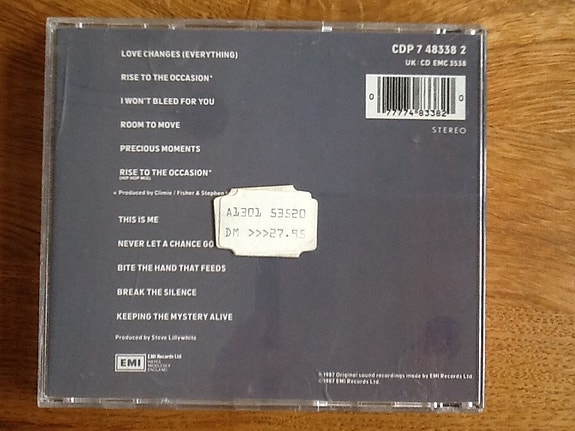 LOVE CHANGES (EVERYTHING)
RISE TO THE OCCASION*
I WON'T BLEED FOR YOU
ROOM TO MOVE
PRECIOUS MOMENTS
RISE TO THE OCCASION*
(HIP HOP MIX)
* Produced by Climie / Fisher & Stephen
THIS IS ME
NEVER LET A CHANCE GO
BITE THE HAND THAT FEEDS
BREAK THE SILENCE
KEEPING THE MYSTERY ALIVE
Produced by Steve Lillywhite
EMI
EMI Records Ltd.
HAYES
MIDDLESEX
ENGLAND
CDP 7 48338 2
UK: CD EMC 3538
0 77774 83382 0
STEREO
A1301 53520
DM >>>27.95
℗ 1987 Original sound recordings made by EMI Records Ltd.
© 1987 EMI Records Ltd.